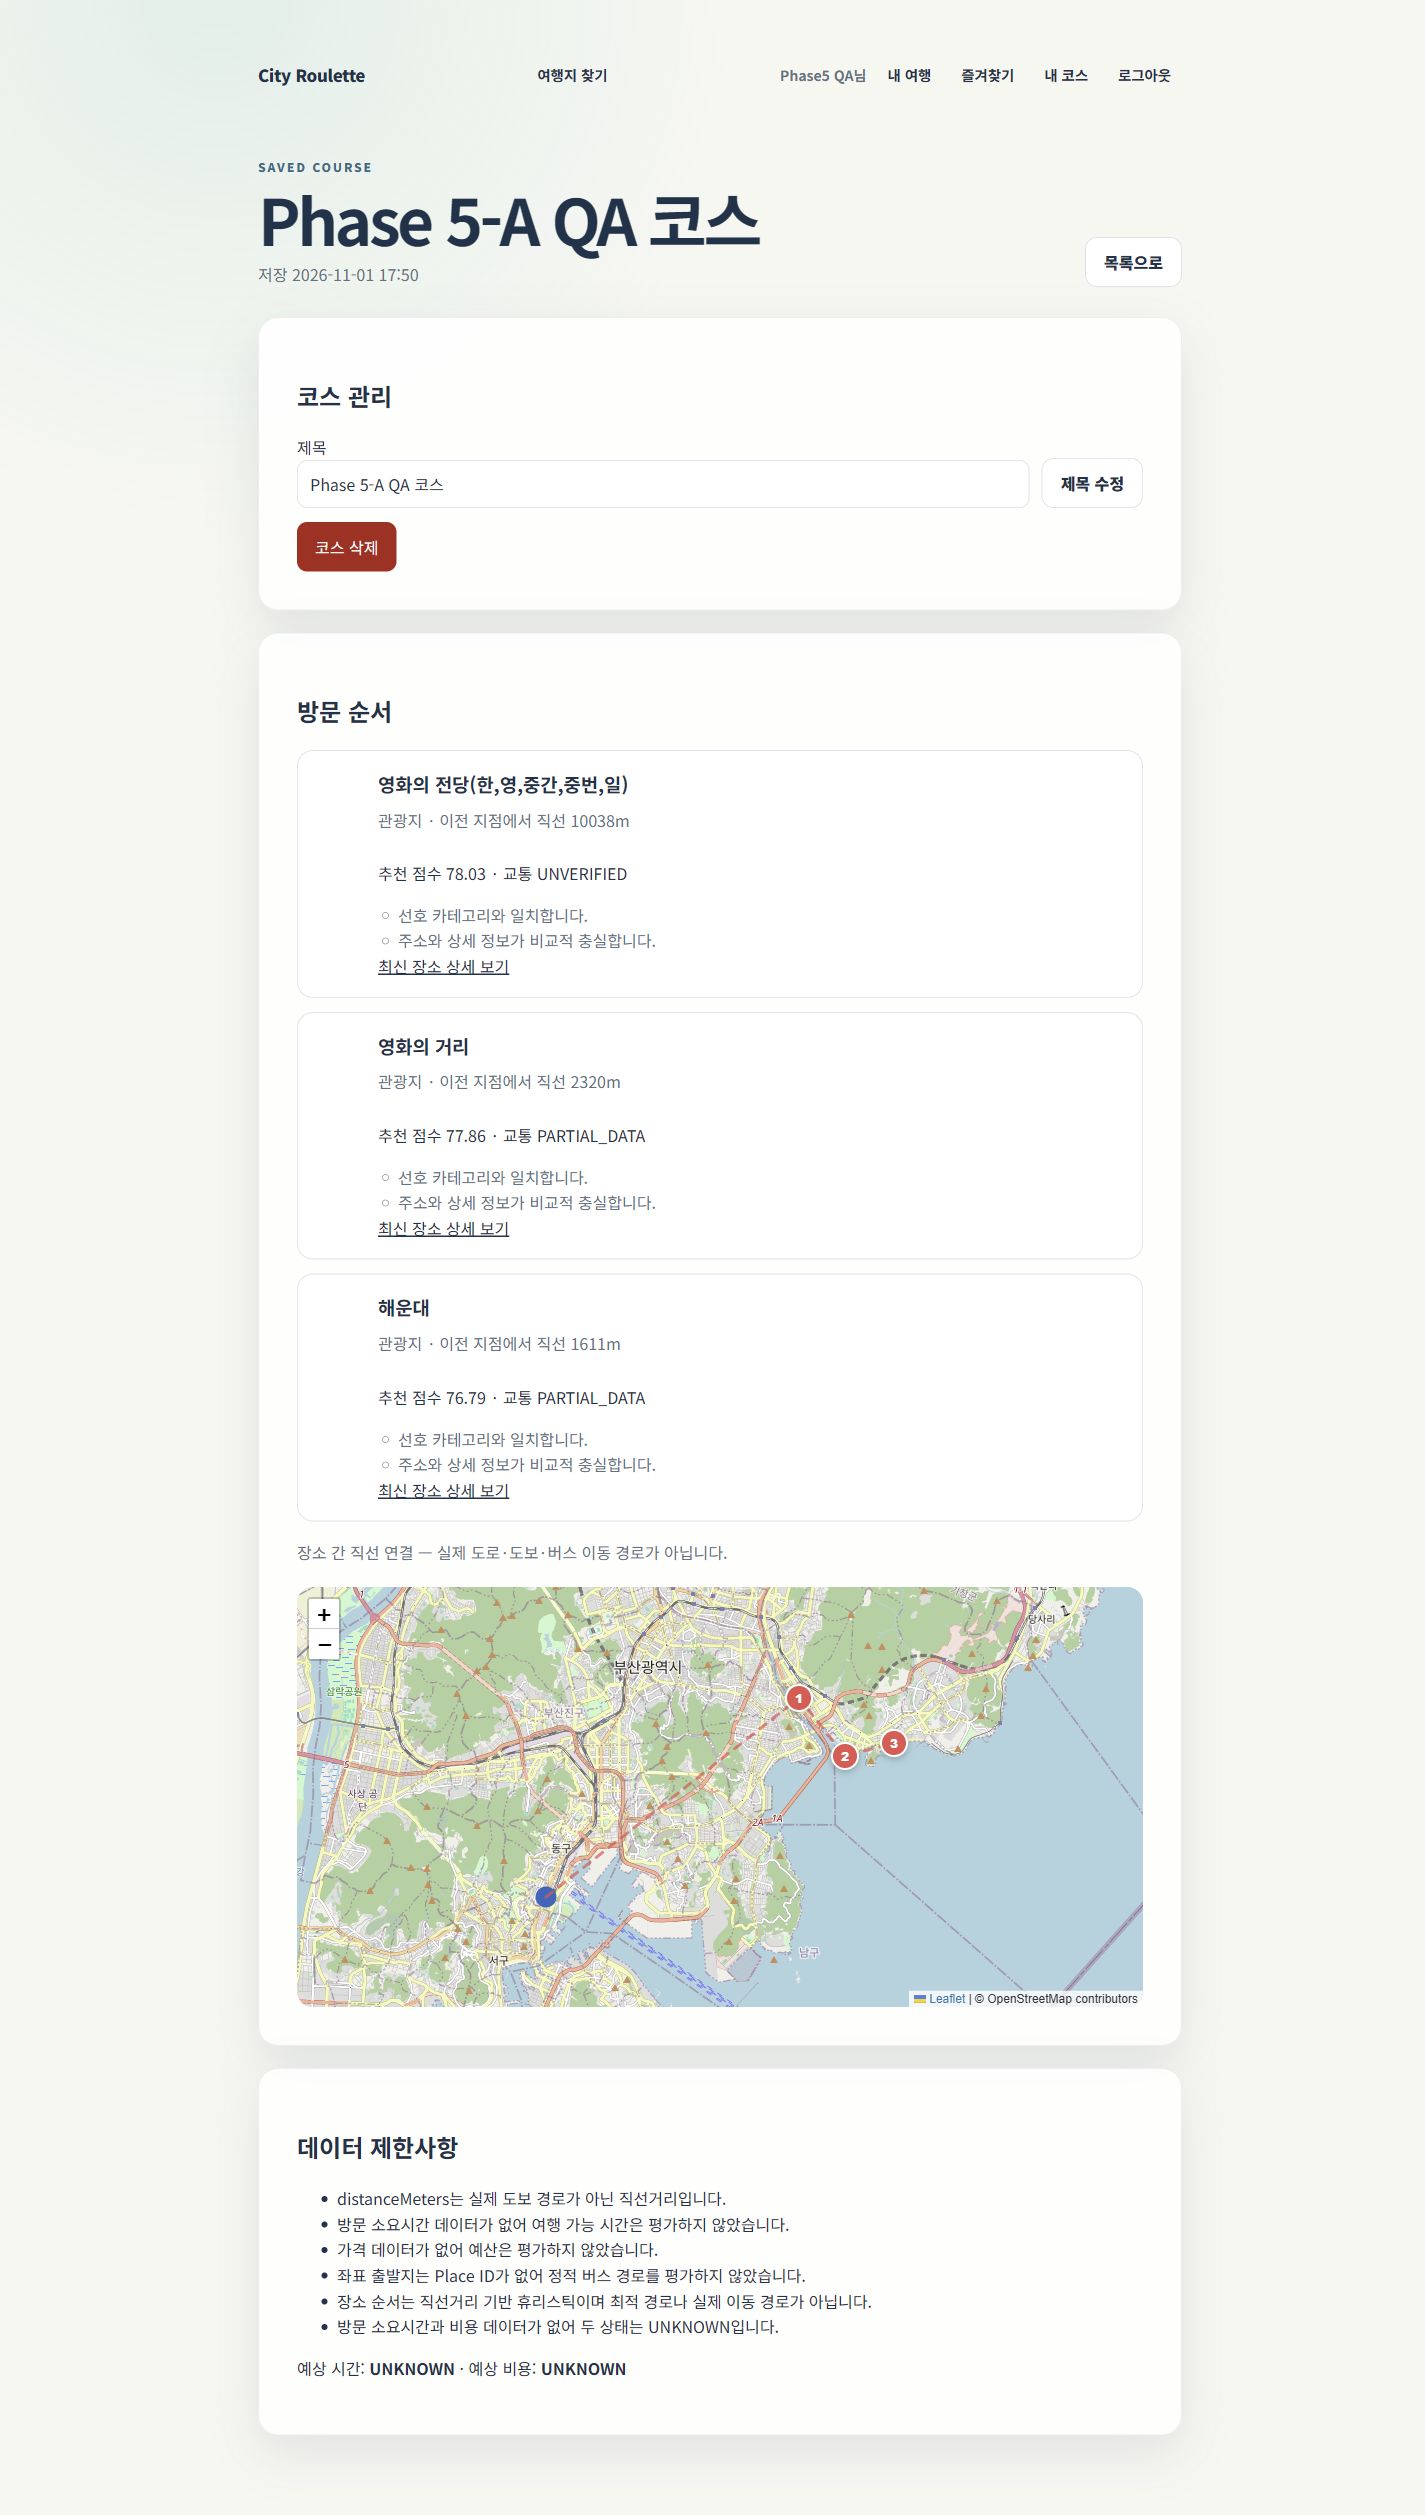 City Roulette
여행지 찾기
Phase5 QA님
내 여행
즐겨찾기
내 코스
로그아웃
SAVED COURSE
Phase 5-A QA 코스
저장 2026-11-01 17:50
목록으로
코스 관리
제목
Phase 5-A QA 코스
제목 수정
코스 삭제
방문 순서
영화의 전당(한,영,중간,중번,일)
관광지 · 이전 지점에서 직선 10038m
추천 점수 78.03 · 교통 UNVERIFIED
선호 카테고리와 일치합니다.
주소와 상세 정보가 비교적 충실합니다.
최신 장소 상세 보기
영화의 거리
관광지 · 이전 지점에서 직선 2320m
추천 점수 77.86 · 교통 PARTIAL_DATA
선호 카테고리와 일치합니다.
주소와 상세 정보가 비교적 충실합니다.
최신 장소 상세 보기
해운대
관광지 · 이전 지점에서 직선 1611m
추천 점수 76.79 · 교통 PARTIAL_DATA
선호 카테고리와 일치합니다.
주소와 상세 정보가 비교적 충실합니다.
최신 장소 상세 보기
장소 간 직선 연결 — 실제 도로·도보·버스 이동 경로가 아닙니다.
+
−
당사리
부산광역시
삼락공원
부산진구
1
2
3
5
사상 공
단
2A
1A
동구
서구
남구
Leaflet | © OpenStreetMap contributors
데이터 제한사항
distanceMeters는 실제 도보 경로가 아닌 직선거리입니다.
방문 소요시간 데이터가 없어 여행 가능 시간은 평가하지 않았습니다.
가격 데이터가 없어 예산은 평가하지 않았습니다.
좌표 출발지는 Place ID가 없어 정적 버스 경로를 평가하지 않았습니다.
장소 순서는 직선거리 기반 휴리스틱이며 최적 경로나 실제 이동 경로가 아닙니다.
방문 소요시간과 비용 데이터가 없어 두 상태는 UNKNOWN입니다.
예상 시간: UNKNOWN · 예상 비용: UNKNOWN